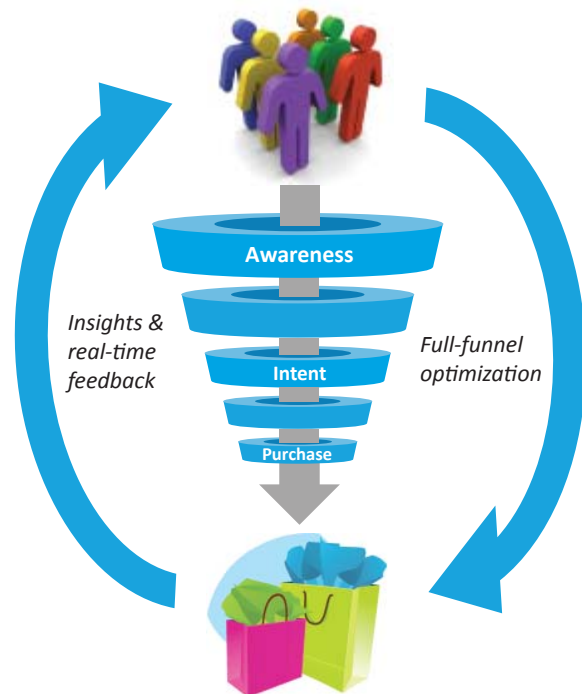 Awareness
Insights &
real-time
feedback
Intent
Full-funnel
optimization
Purchase